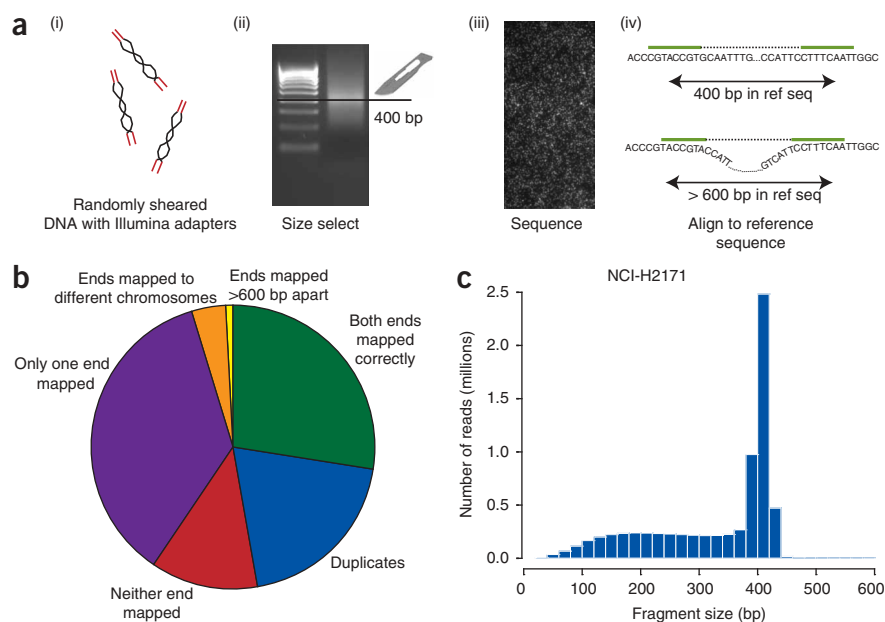 a
(i)
(ii)
(iii)
(iv)
400 bp
ACCCGTACCGTGCAATTTG...CCATTCCTTTCAATTGGC
400 bp in ref seq
ACCCGTACCGTACCATT GTCATTCCTTTCAATTGGC
> 600 bp in ref seq
Randomly sheared
DNA with Illumina adapters
Size select
Sequence
Align to reference
sequence
b
Ends mapped to
different chromosomes
Ends mapped
>600 bp apart
Both ends
mapped
correctly
Only one end
mapped
Duplicates
Neither end
mapped
c
NCI-H2171
Number of reads (millions)
2.5
2.0
1.5
1.0
0.5
0.0
0 100 200 300 400 500 600
Fragment size (bp)